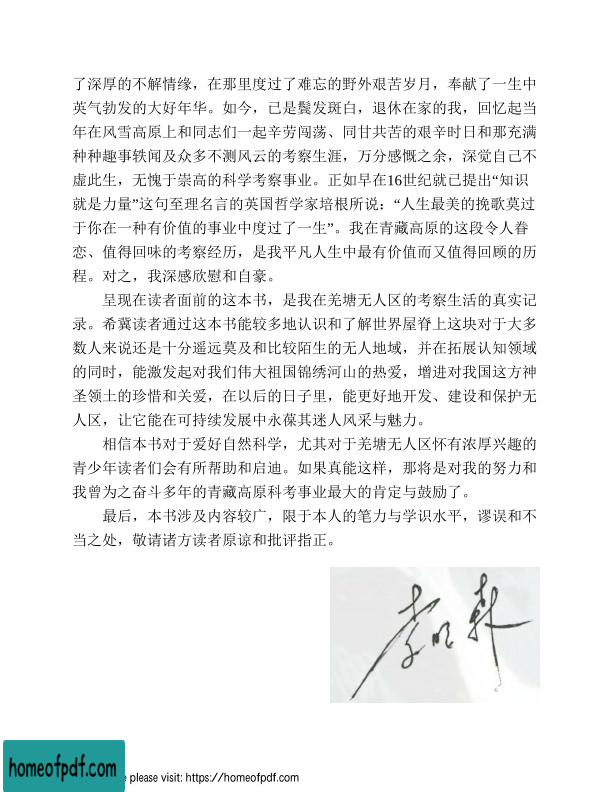 了深厚的不解情缘，在那里度过了难忘的野外艰苦岁月，奉献了一生中
英气勃发的大好年华。如今，已是鬓发斑白，退休在家的我，回忆起当
年在风雪高原上和同志们一起辛劳闯荡、同甘共苦的艰辛时日和那充满
种种趣事轶闻及众多不测风云的考察生涯，万分感慨之余，深觉自己不
虚此生，无愧于崇高的科学考察事业。正如早在16世纪就已提出“知识
就是力量”这句至理名言的英国哲学家培根所说：“人生最美的挽歌莫过
于你在一种有价值的事业中度过了一生”。我在青藏高原的这段令人眷
恋、值得回味的考察经历，是我平凡人生中最有价值而又值得回顾的历
程。对之，我深感欣慰和自豪。
呈现在读者面前的这本书，是我在羌塘无人区的考察生活的真实记
录。希冀读者通过这本书能较多地认识和了解世界屋脊上这块对于大多
数人来说还是十分遥远莫及和比较陌生的无人地域，并在拓展认知领域
的同时，能激发起对我们伟大祖国锦绣河山的热爱，增进对我国这方神
圣领土的珍惜和关爱，在以后的日子里，能更好地开发、建设和保护无
人区，让它能在可持续发展中永葆其迷人风采与魅力。
相信本书对于爱好自然科学，尤其对于羌塘无人区怀有浓厚兴趣的
青少年读者们会有所帮助和启迪。如果真能这样，那将是对我的努力和
我曾为之奋斗多年的青藏高原科考事业最大的肯定与鼓励了。
最后，本书涉及内容较广，限于本人的笔力与学识水平，谬误和不
当之处，敬请诸方读者原谅和批评指正。
homeofpdf.com
please visit: https://homeofpdf.com